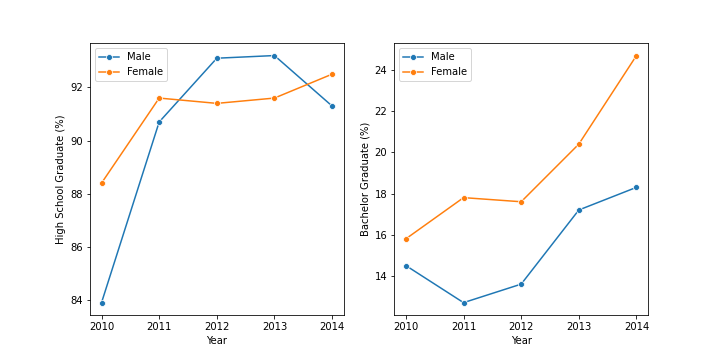 Male
Female
High School Graduate (%)
92
90
88
86
84
2010 2011 2012 2013 2014
Year
Male
Female
Bachelor Graduate (%)
24
22
20
18
16
14
2010 2011 2012 2013 2014
Year